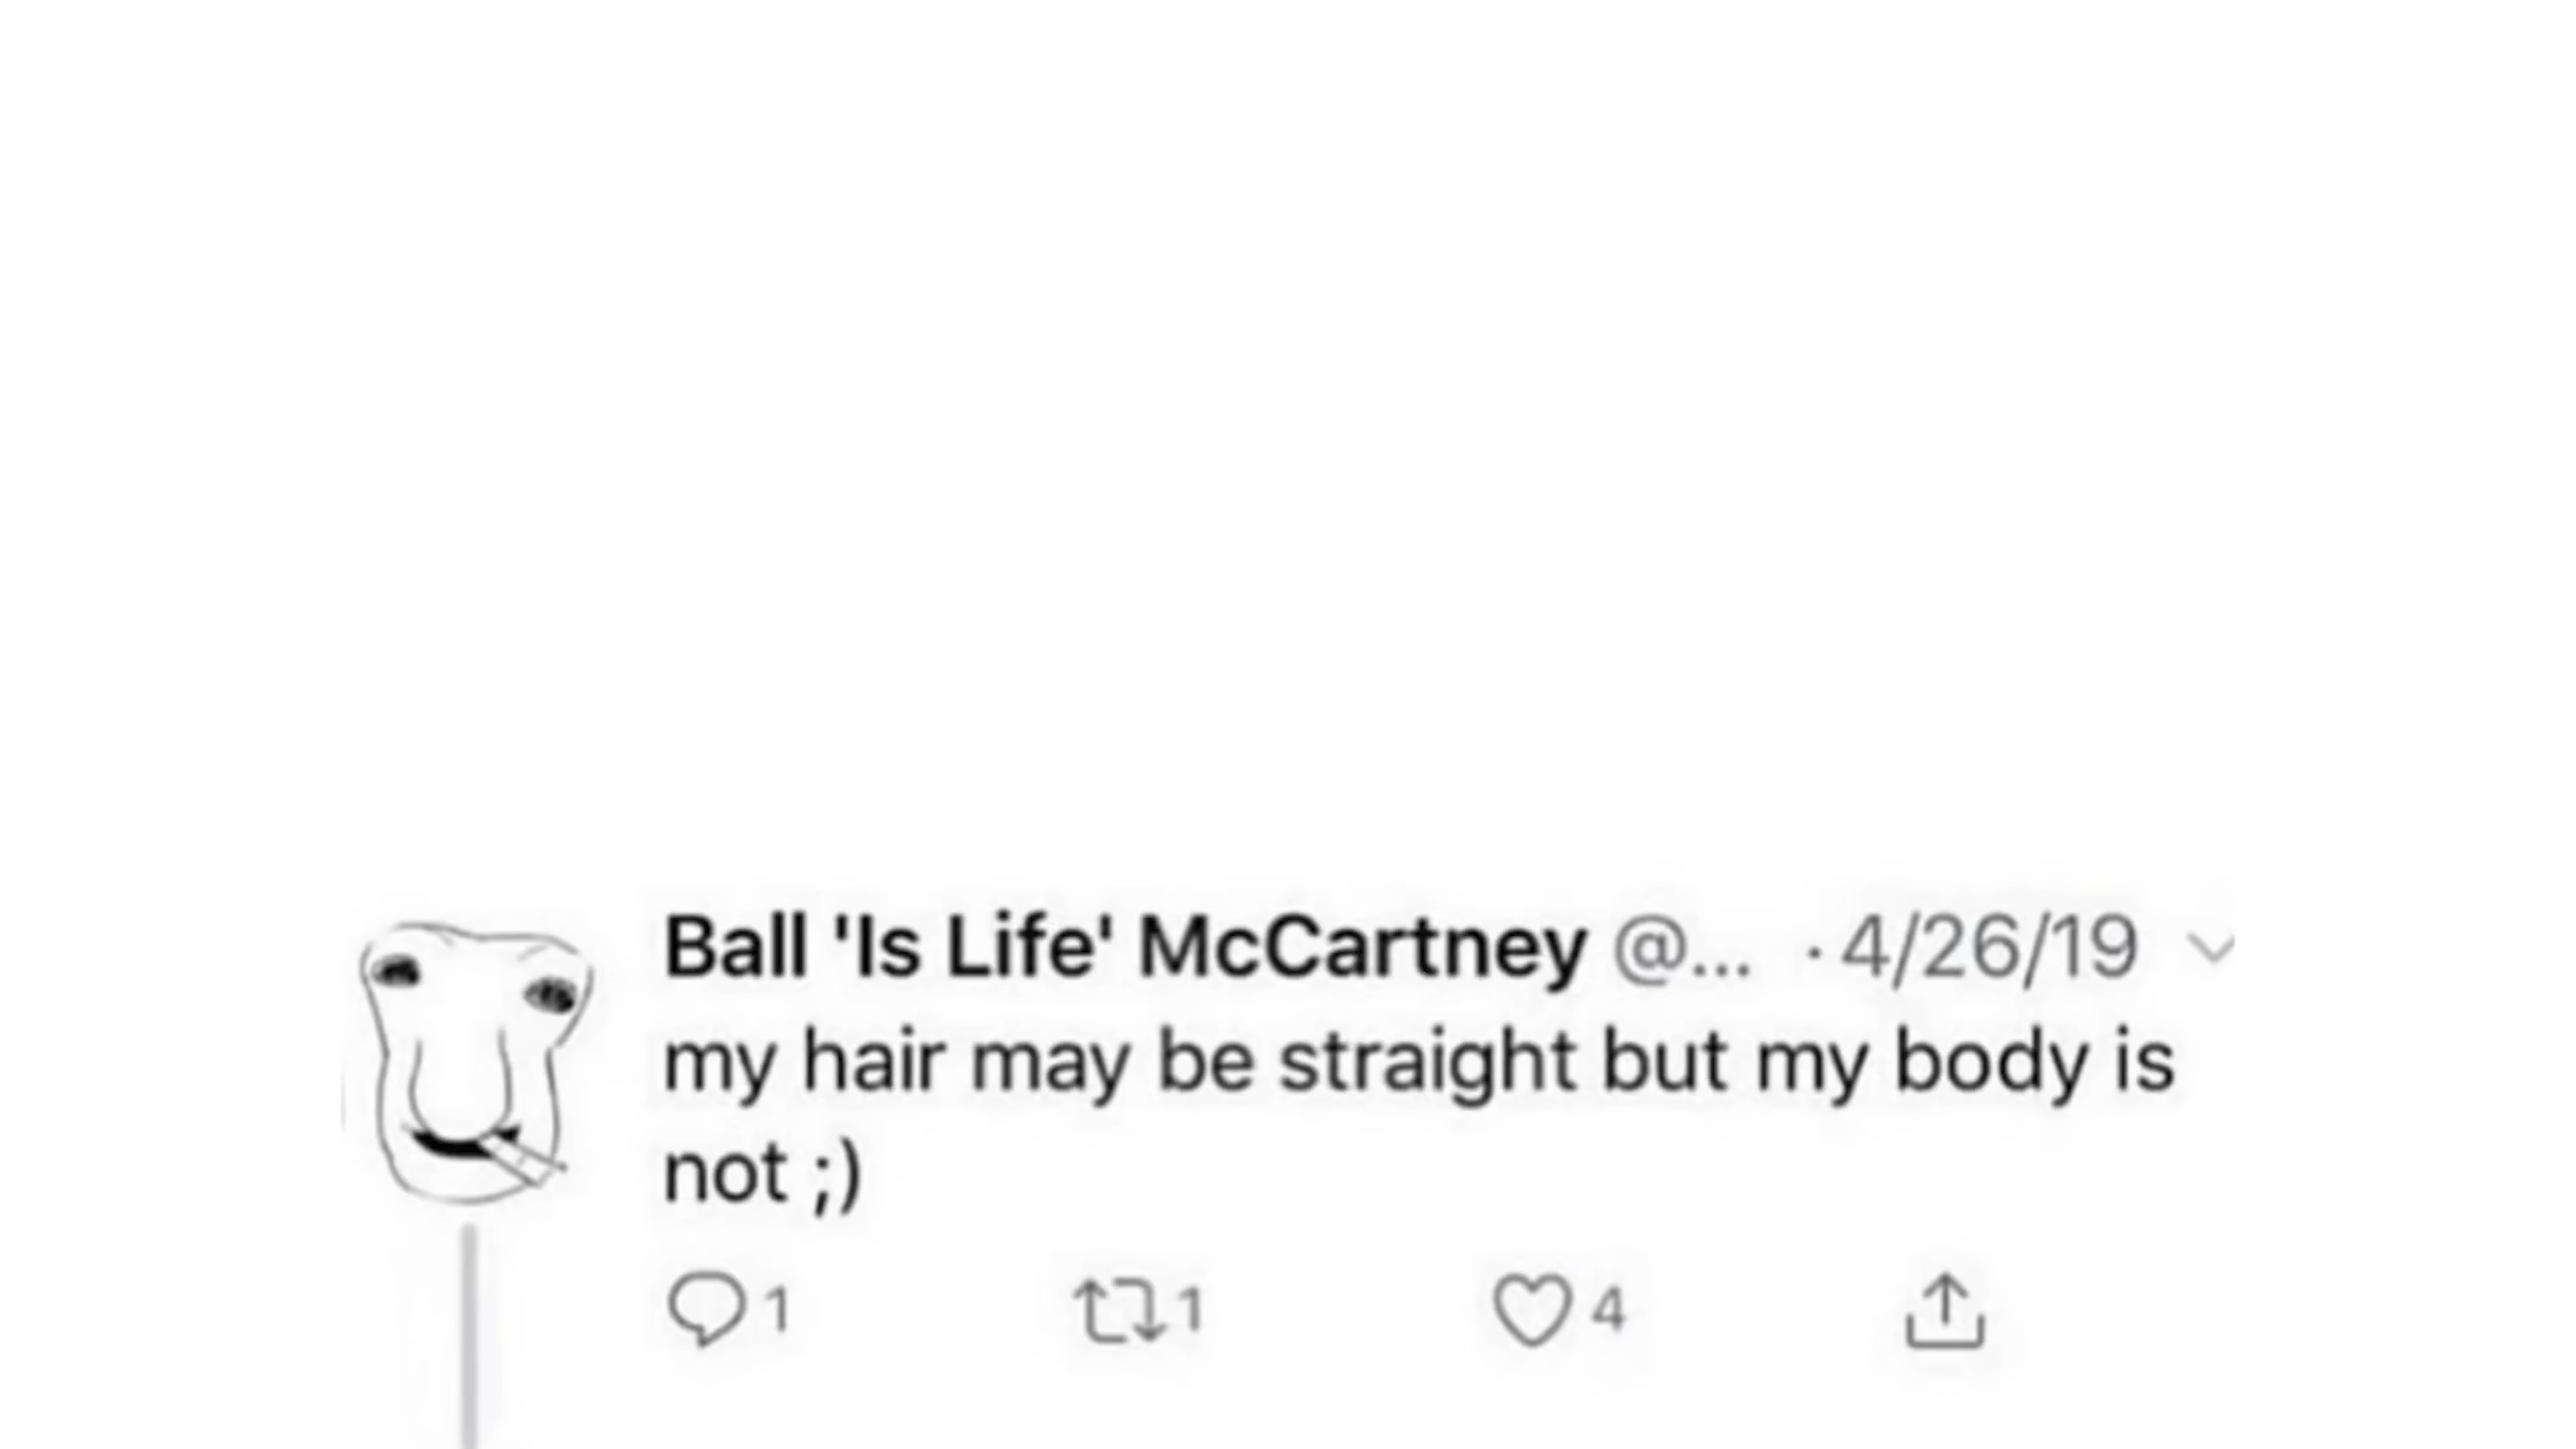 Ball 'Is Life' McCartney @... · 4/26/19
my hair may be straight but my body is
not ;)
1 1 4